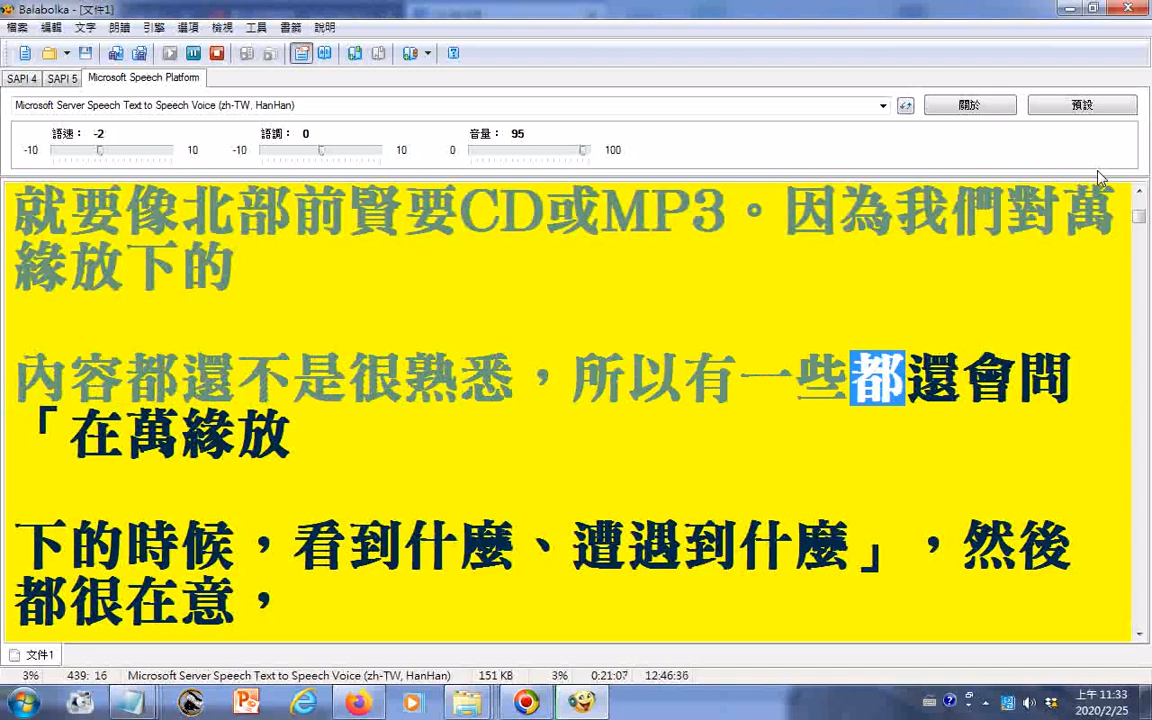 Balabolka - [文件1]
檔案 編輯 文字 朗讀 引擎 選項 檢視 工具 書籤 說明
SAPI 4 SAPI 5 Microsoft Speech Platform
Microsoft Server Speech Text to Speech Voice (zh-TW, HanHan) 關於 預設
語速： -2 語調： 0 音量： 95
-10 10 -10 10 0 100
就要像北部前賢要CD或MP3。因為我們對萬
緣放下的
內容都還不是很熟悉，所以有一些都還會問
「在萬緣放
下的時候，看到什麼、遭遇到什麼」，然後
都很在意，
文件1
3% 439: 16 Microsoft Server Speech Text to Speech Voice (zh-TW, HanHan) 151 KB 3% 0:21:07 12:46:36
上午 11:33
2020/2/25